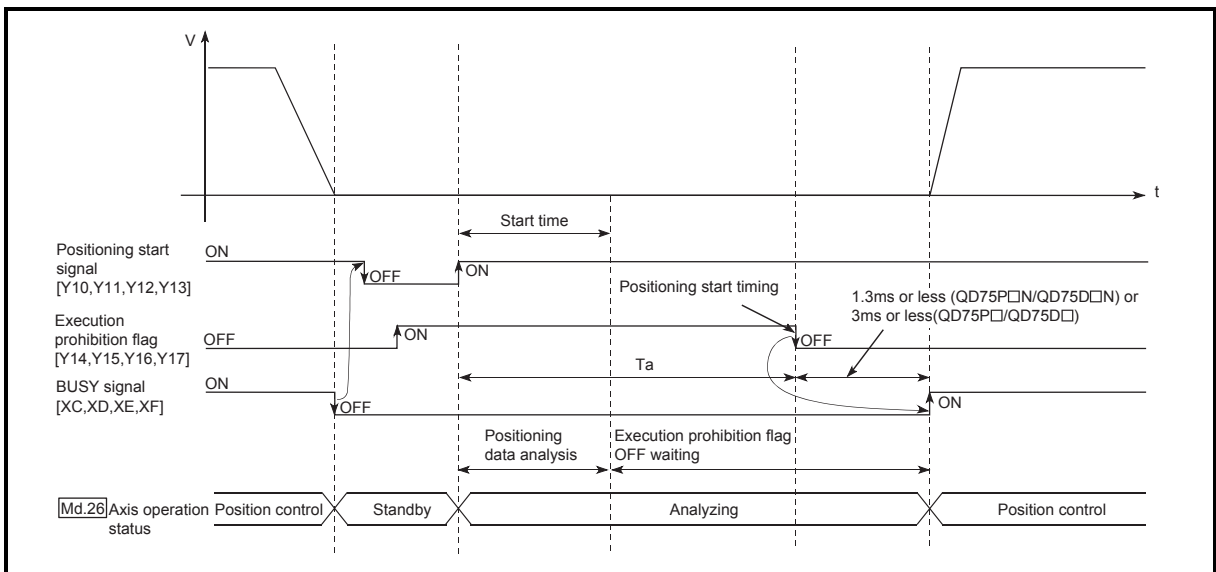 V
t
Start time
Positioning start
signal
[Y10,Y11,Y12,Y13]
ON
OFF
ON
Positioning start timing
1.3ms or less (QD75P□N/QD75D□N) or
3ms or less(QD75P□/QD75D□)
Execution
prohibition flag
[Y14,Y15,Y16,Y17]
OFF
ON
OFF
Ta
BUSY signal
[XC,XD,XE,XF]
ON
OFF
ON
Positioning
data analysis
Execution prohibition flag
OFF waiting
Md.26 Axis operation
status
Position control
Standby
Analyzing
Position control